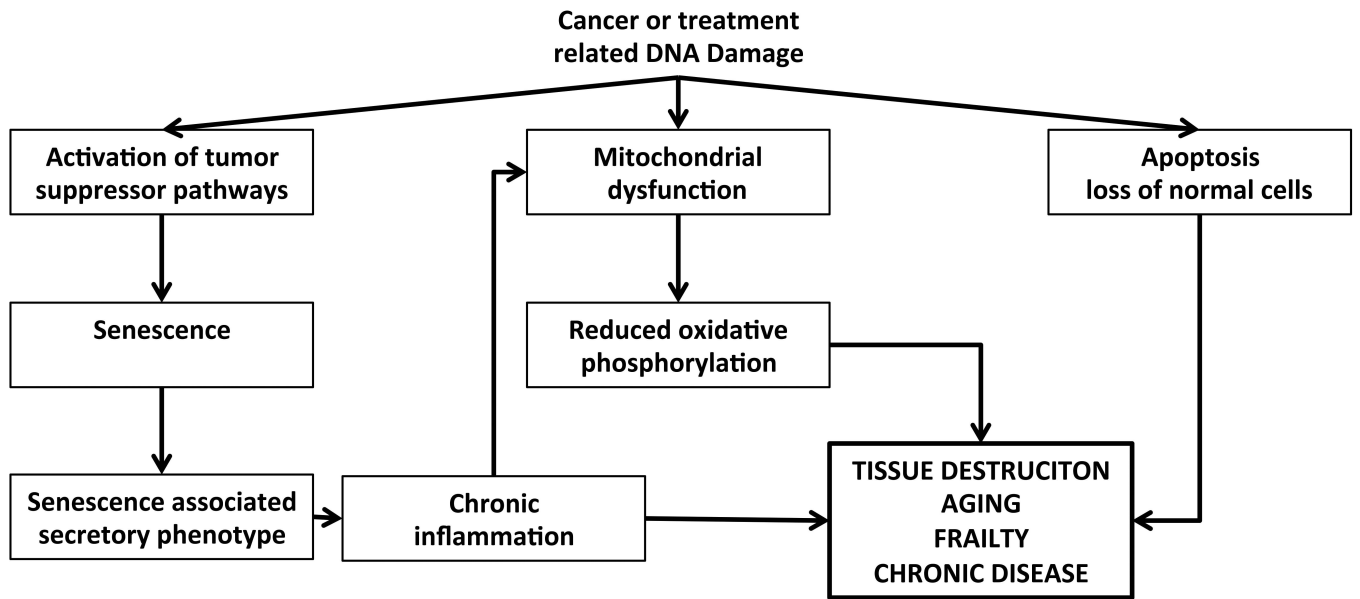 Cancer or treatment
related DNA Damage
Activation of tumor
suppressor pathways
Mitochondrial
dysfunction
Apoptosis
loss of normal cells
Senescence
Reduced oxidative
phosphorylation
Senescence associated
secretory phenotype
Chronic
inflammation
TISSUE DESTRUCITON
AGING
FRAILTY
CHRONIC DISEASE